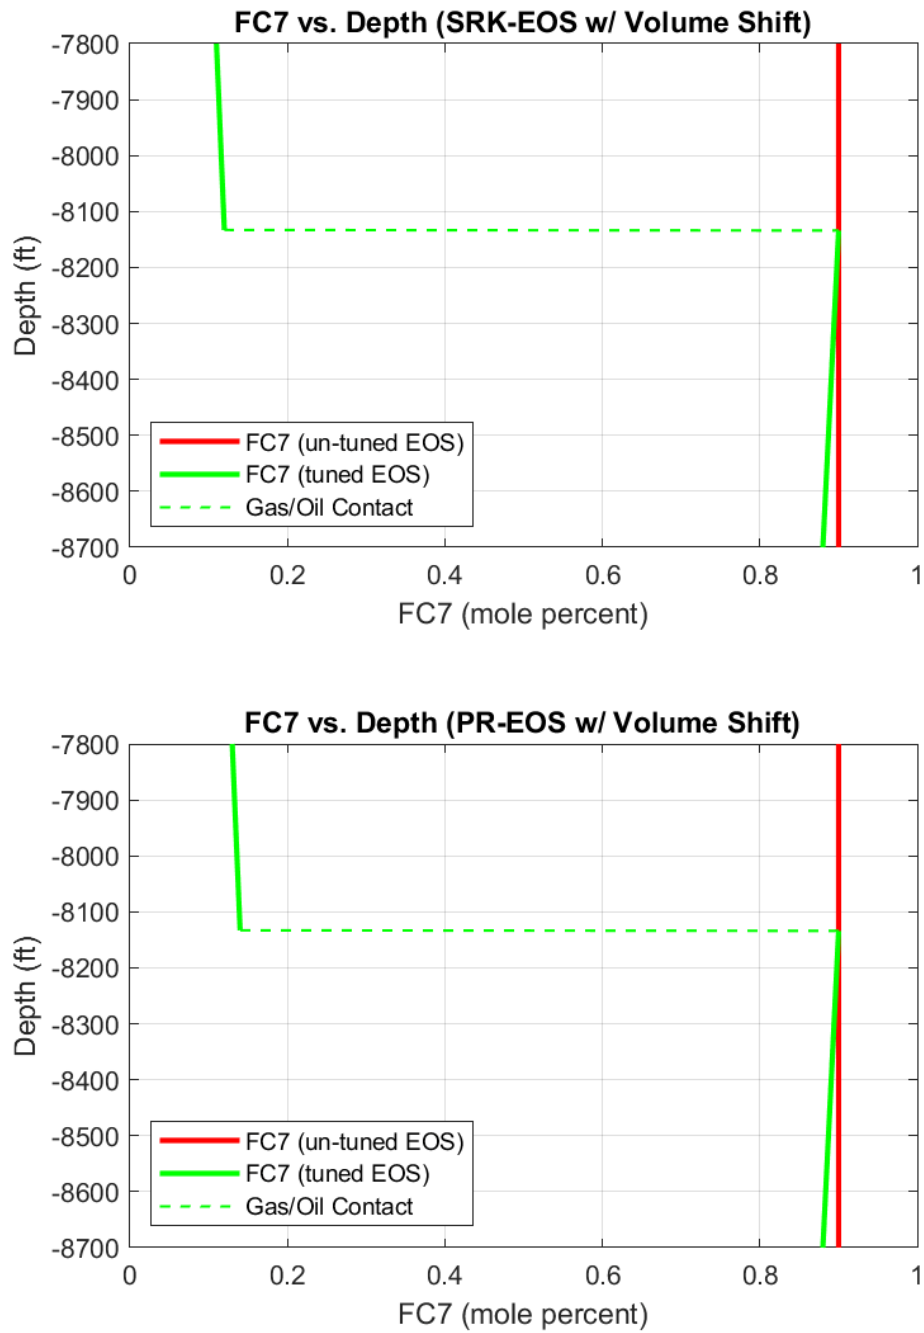 FC7 vs. Depth (SRK-EOS w/ Volume Shift)
-7800
-7900
-8000
-8100
-8200
-8300
-8400
-8500
-8600
-8700
Depth (ft)
FC7 (un-tuned EOS)
FC7 (tuned EOS)
Gas/Oil Contact
0 0.2 0.4 0.6 0.8 1
FC7 (mole percent)
FC7 vs. Depth (PR-EOS w/ Volume Shift)
-7800
-7900
-8000
-8100
-8200
-8300
-8400
-8500
-8600
-8700
Depth (ft)
FC7 (un-tuned EOS)
FC7 (tuned EOS)
Gas/Oil Contact
0 0.2 0.4 0.6 0.8 1
FC7 (mole percent)